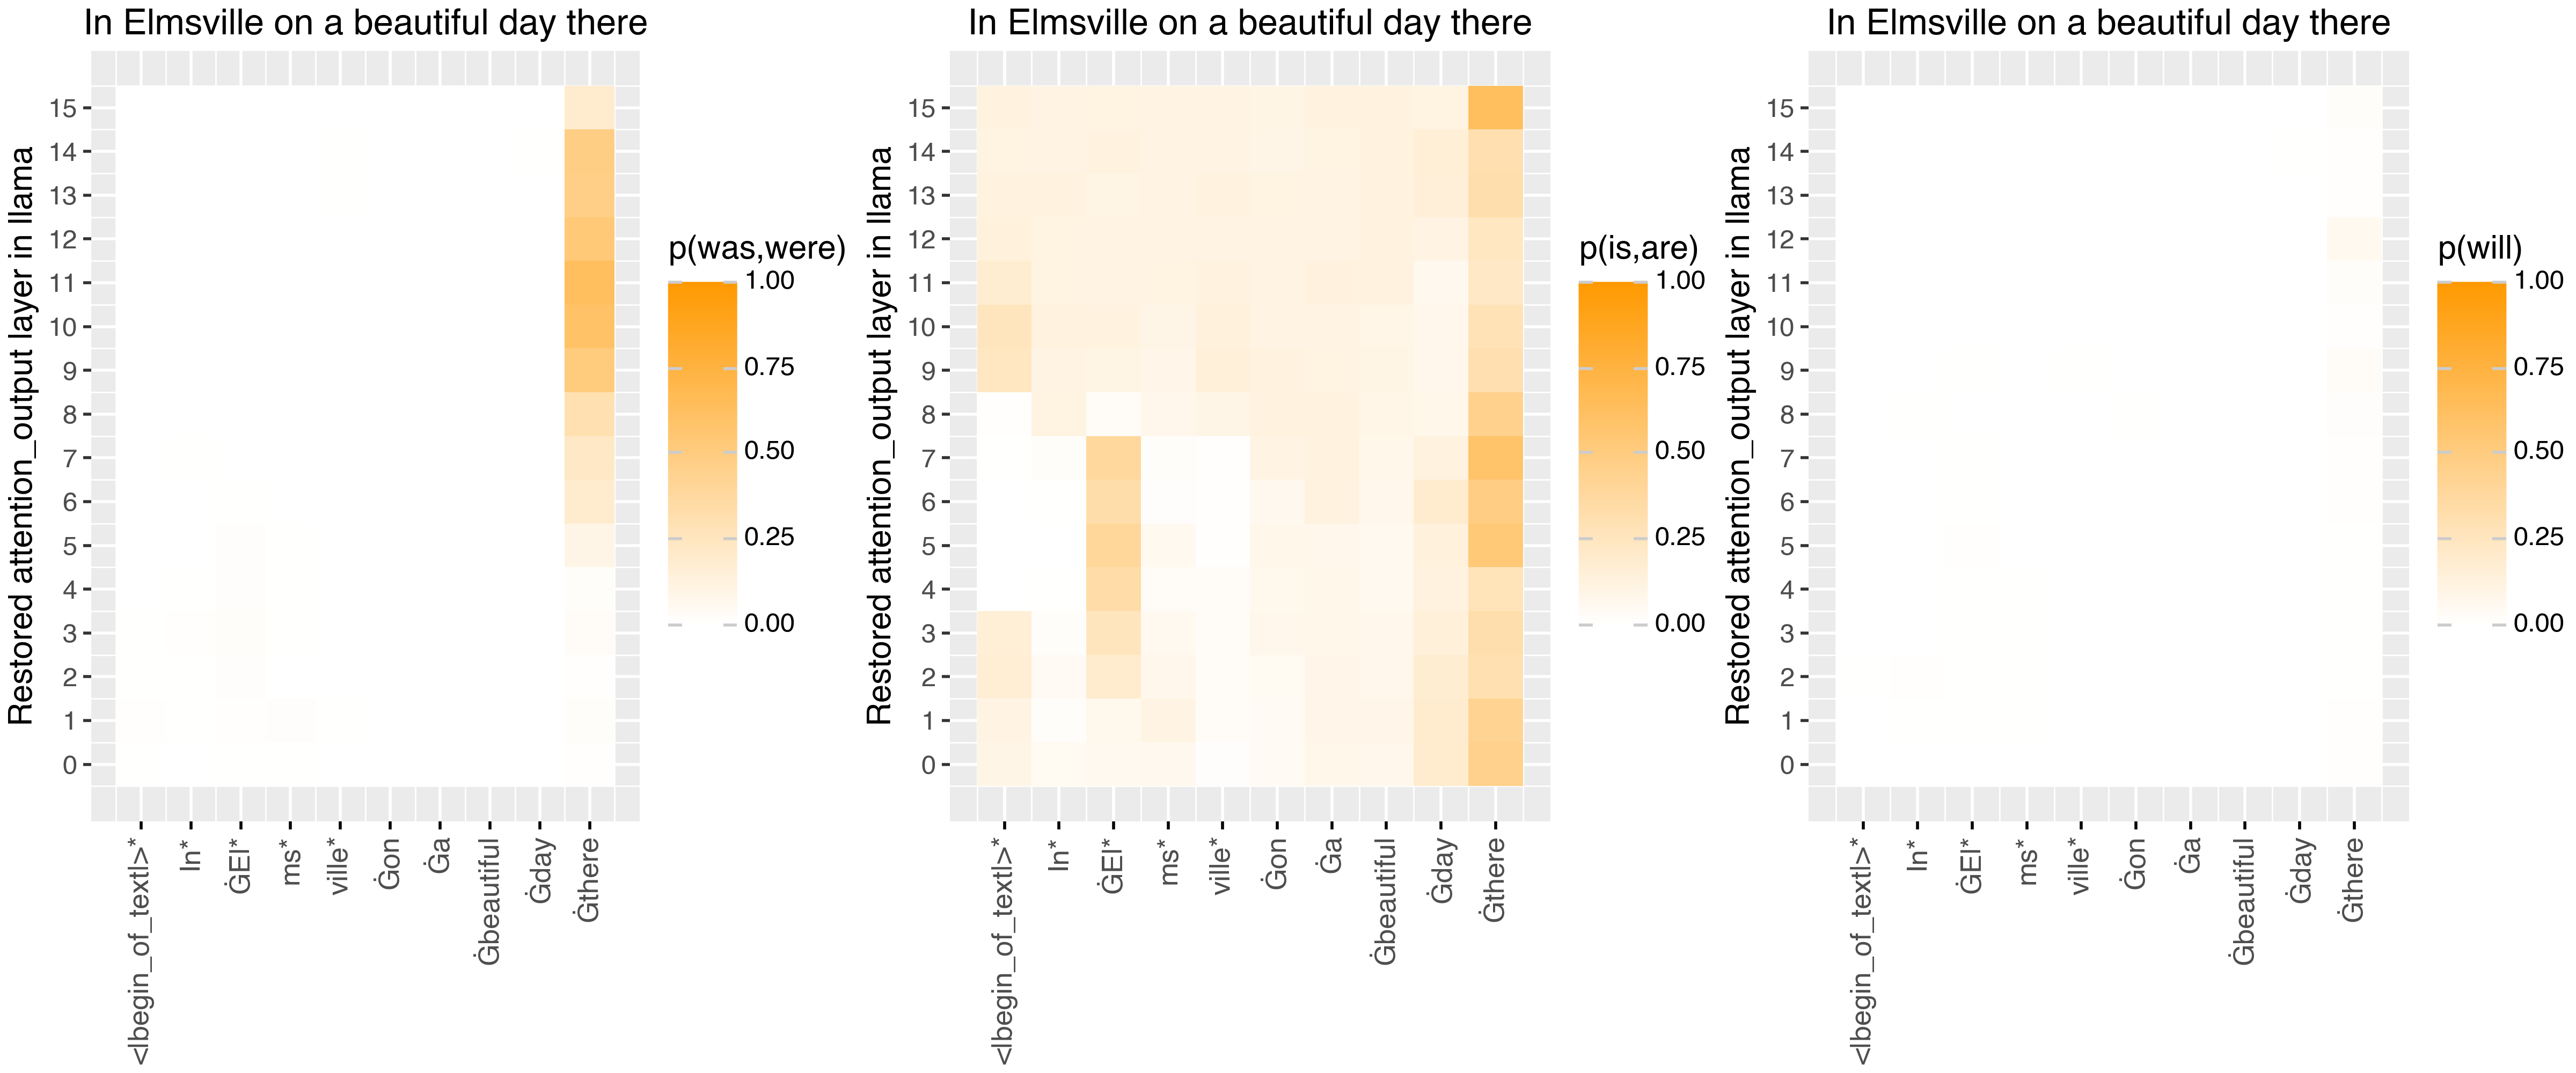 In Elmsville on a beautiful day there
Restored attention_output layer in llama
15
14
13
12
11
10
9
8
7
6
5
4
3
2
1
0
<|begin_of_text|>*
In*
ĠEl*
ms*
ville*
Ġon
Ġa
Ġbeautiful
Ġday
Ġthere
p(was,were)
1.00
0.75
0.50
0.25
0.00
In Elmsville on a beautiful day there
Restored attention_output layer in llama
15
14
13
12
11
10
9
8
7
6
5
4
3
2
1
0
<|begin_of_text|>*
In*
ĠEl*
ms*
ville*
Ġon
Ġa
Ġbeautiful
Ġday
Ġthere
p(is,are)
1.00
0.75
0.50
0.25
0.00
In Elmsville on a beautiful day there
Restored attention_output layer in llama
15
14
13
12
11
10
9
8
7
6
5
4
3
2
1
0
<|begin_of_text|>*
In*
ĠEl*
ms*
ville*
Ġon
Ġa
Ġbeautiful
Ġday
Ġthere
p(will)
1.00
0.75
0.50
0.25
0.00